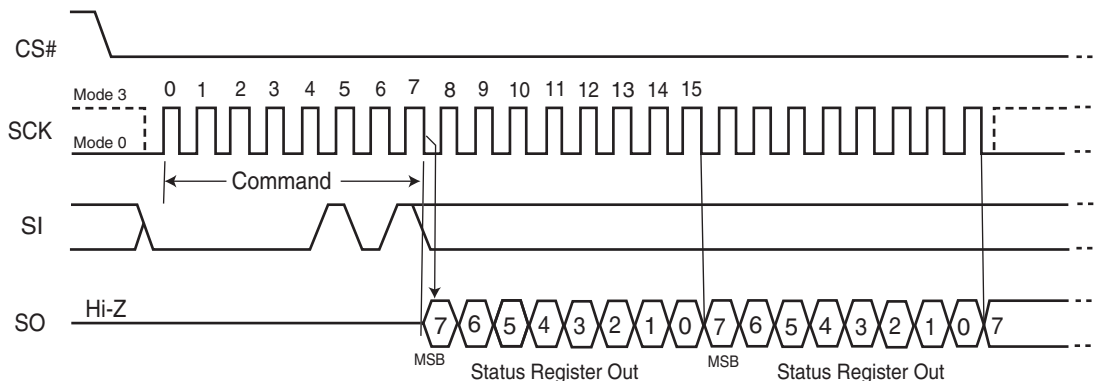 CS#
Mode 3
0 1 2 3 4 5 6 7 8 9 10 11 12 13 14 15
SCK
Mode 0
Command
SI
Hi-Z
SO
7 6 5 4 3 2 1 0 7 6 5 4 3 2 1 0 7
MSB
Status Register Out
MSB
Status Register Out